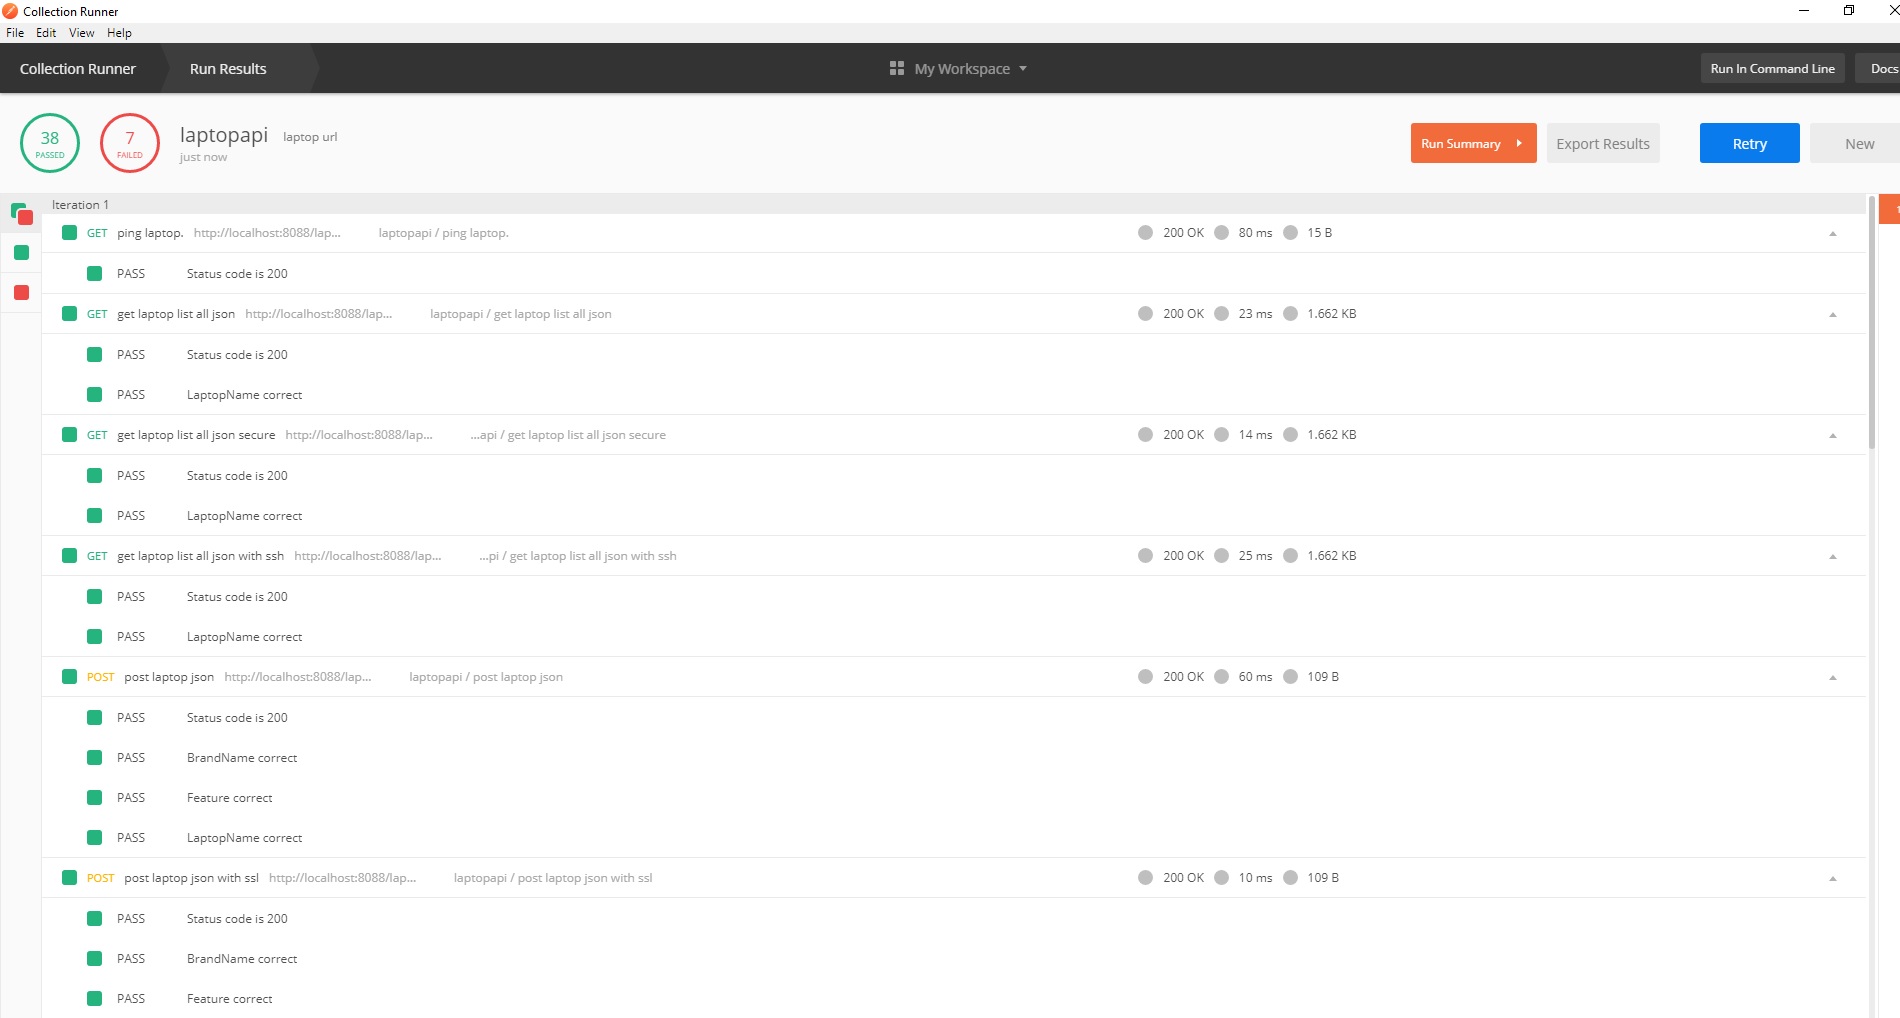 Collection Runner
File Edit View Help
Collection Runner Run Results My Workspace Run In Command Line Docs
38 PASSED 7 FAILED laptopapi laptop url just now Run Summary Export Results Retry New
Iteration 1
GET ping laptop. http://localhost:8088/lap... laptopapi / ping laptop. 200 OK 80 ms 15 B
PASS Status code is 200
GET get laptop list all json http://localhost:8088/lap... laptopapi / get laptop list all json 200 OK 23 ms 1.662 KB
PASS Status code is 200
PASS LaptopName correct
GET get laptop list all json secure http://localhost:8088/lap... ...api / get laptop list all json secure 200 OK 14 ms 1.662 KB
PASS Status code is 200
PASS LaptopName correct
GET get laptop list all json with ssh http://localhost:8088/lap... ...pi / get laptop list all json with ssh 200 OK 25 ms 1.662 KB
PASS Status code is 200
PASS LaptopName correct
POST post laptop json http://localhost:8088/lap... laptopapi / post laptop json 200 OK 60 ms 109 B
PASS Status code is 200
PASS BrandName correct
PASS Feature correct
PASS LaptopName correct
POST post laptop json with ssl http://localhost:8088/lap... laptopapi / post laptop json with ssl 200 OK 10 ms 109 B
PASS Status code is 200
PASS BrandName correct
PASS Feature correct